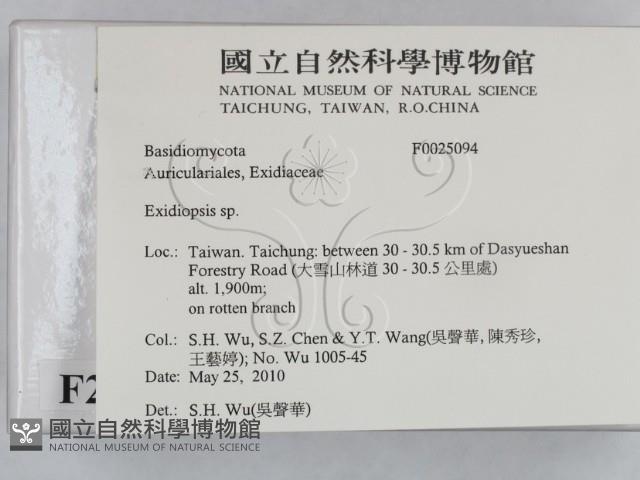 國立自然科學博物館
NATIONAL MUSEUM OF NATURAL SCIENCE
TAICHUNG, TAIWAN, R.O.CHINA
Basidiomycota F0025094
Auriculariales, Exidiaceae
Exidiopsis sp.
Loc.: Taiwan. Taichung: between 30 - 30.5 km of Dasyueshan
Forestry Road (大雪山林道 30 - 30.5 公里處)
alt. 1,900m;
on rotten branch
Col.: S.H. Wu, S.Z. Chen & Y.T. Wang(吳聲華, 陳秀珍,
王藝婷); No. Wu 1005-45
Date: May 25, 2010
Det.: S.H. Wu(吳聲華)
F2
國立自然科學博物館
NATIONAL MUSEUM OF NATURAL SCIENCE